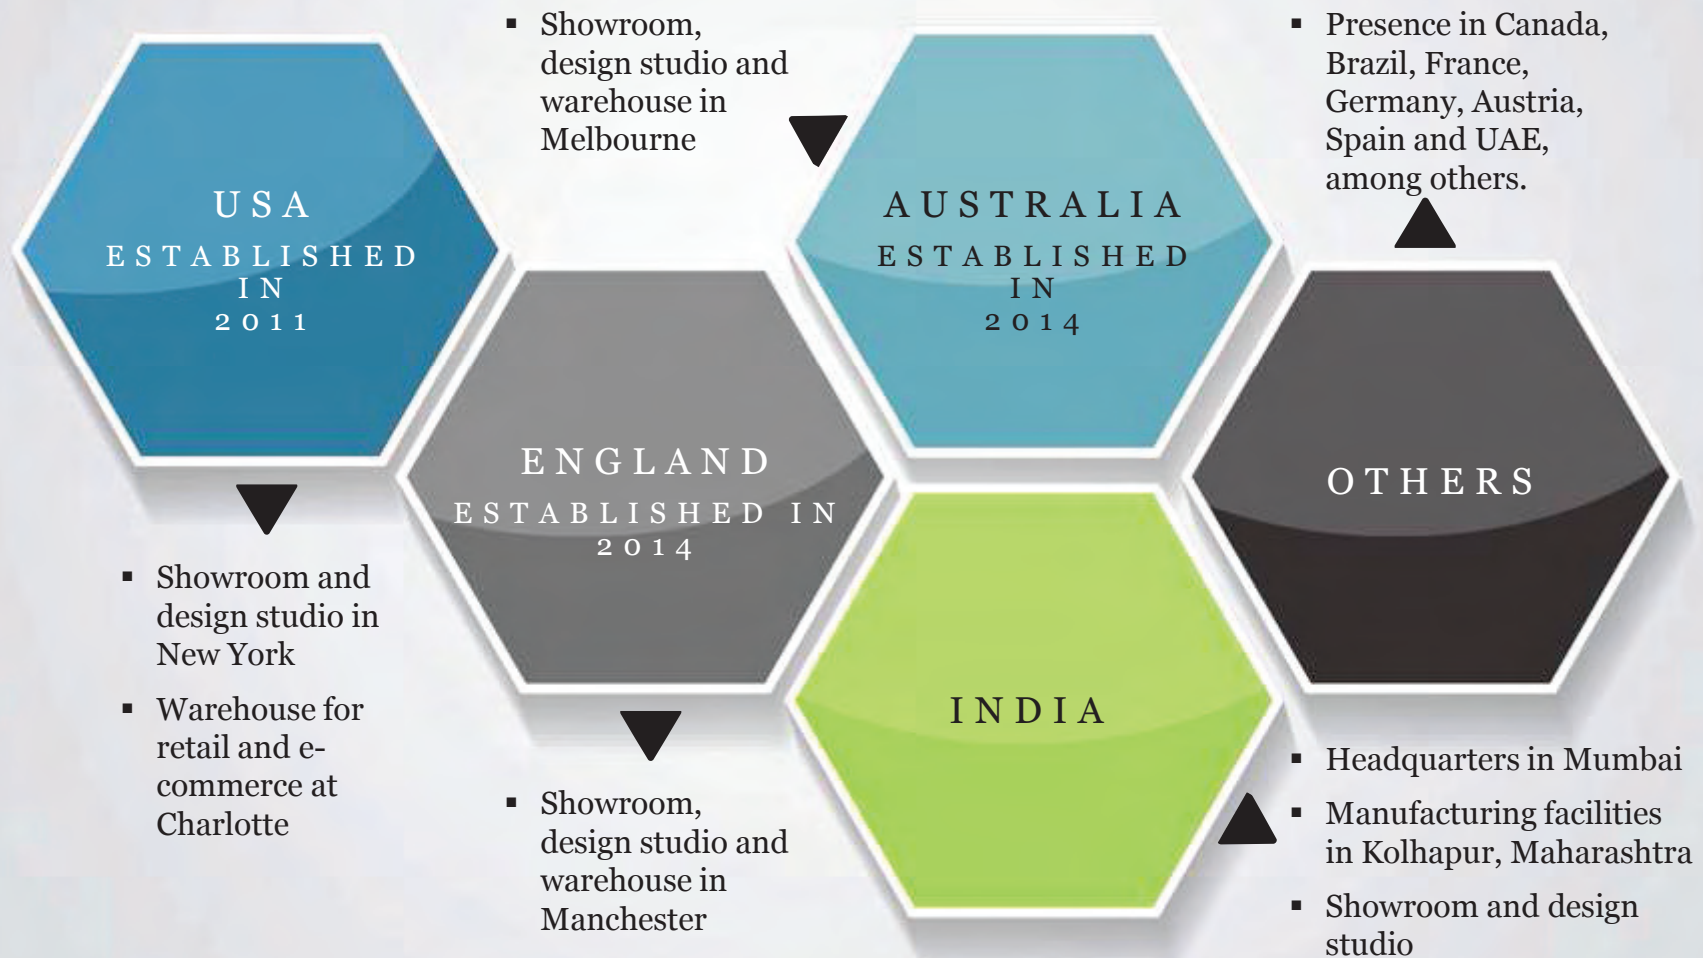 USA
ESTABLISHED
IN
2011
▪ Showroom and
design studio in
New York
▪ Warehouse for
retail and e-
commerce at
Charlotte
▪ Showroom,
design studio and
warehouse in
Melbourne
AUSTRALIA
ESTABLISHED
IN
2014
ENGLAND
ESTABLISHED IN
2014
▪ Showroom,
design studio and
warehouse in
Manchester
▪ Presence in Canada,
Brazil, France,
Germany, Austria,
Spain and UAE,
among others.
OTHERS
INDIA
▪ Headquarters in Mumbai
▪ Manufacturing facilities
in Kolhapur, Maharashtra
▪ Showroom and design
studio